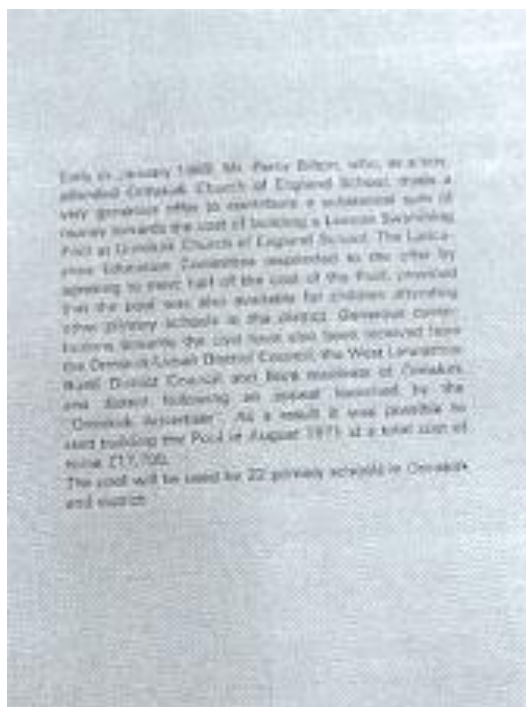 Early in January 1969, Mr. Percy Bilton, who, as a boy,
attended Ormskirk Church of England School, made a
very generous offer to contribute a substantial sum of
money towards the cost of building a Learner Swimming
Pool at Ormskirk Church of England School. The Lanca-
shire Education Committee responded to the offer by
agreeing to meet half of the cost of the Pool, provided
that the pool was also available for children attending
other primary schools in the district. Generous contri-
butions towards the cost have also been received from
the Ormskirk Urban District Council, the West Lancashire
Rural District Council and local residents of Ormskirk
and district following an appeal launched by the
"Ormskirk Advertiser". As a result it was possible to
start building the Pool in August 1971 at a total cost of
some £17,700.
The pool will be used by 22 primary schools in Ormskirk
and district.